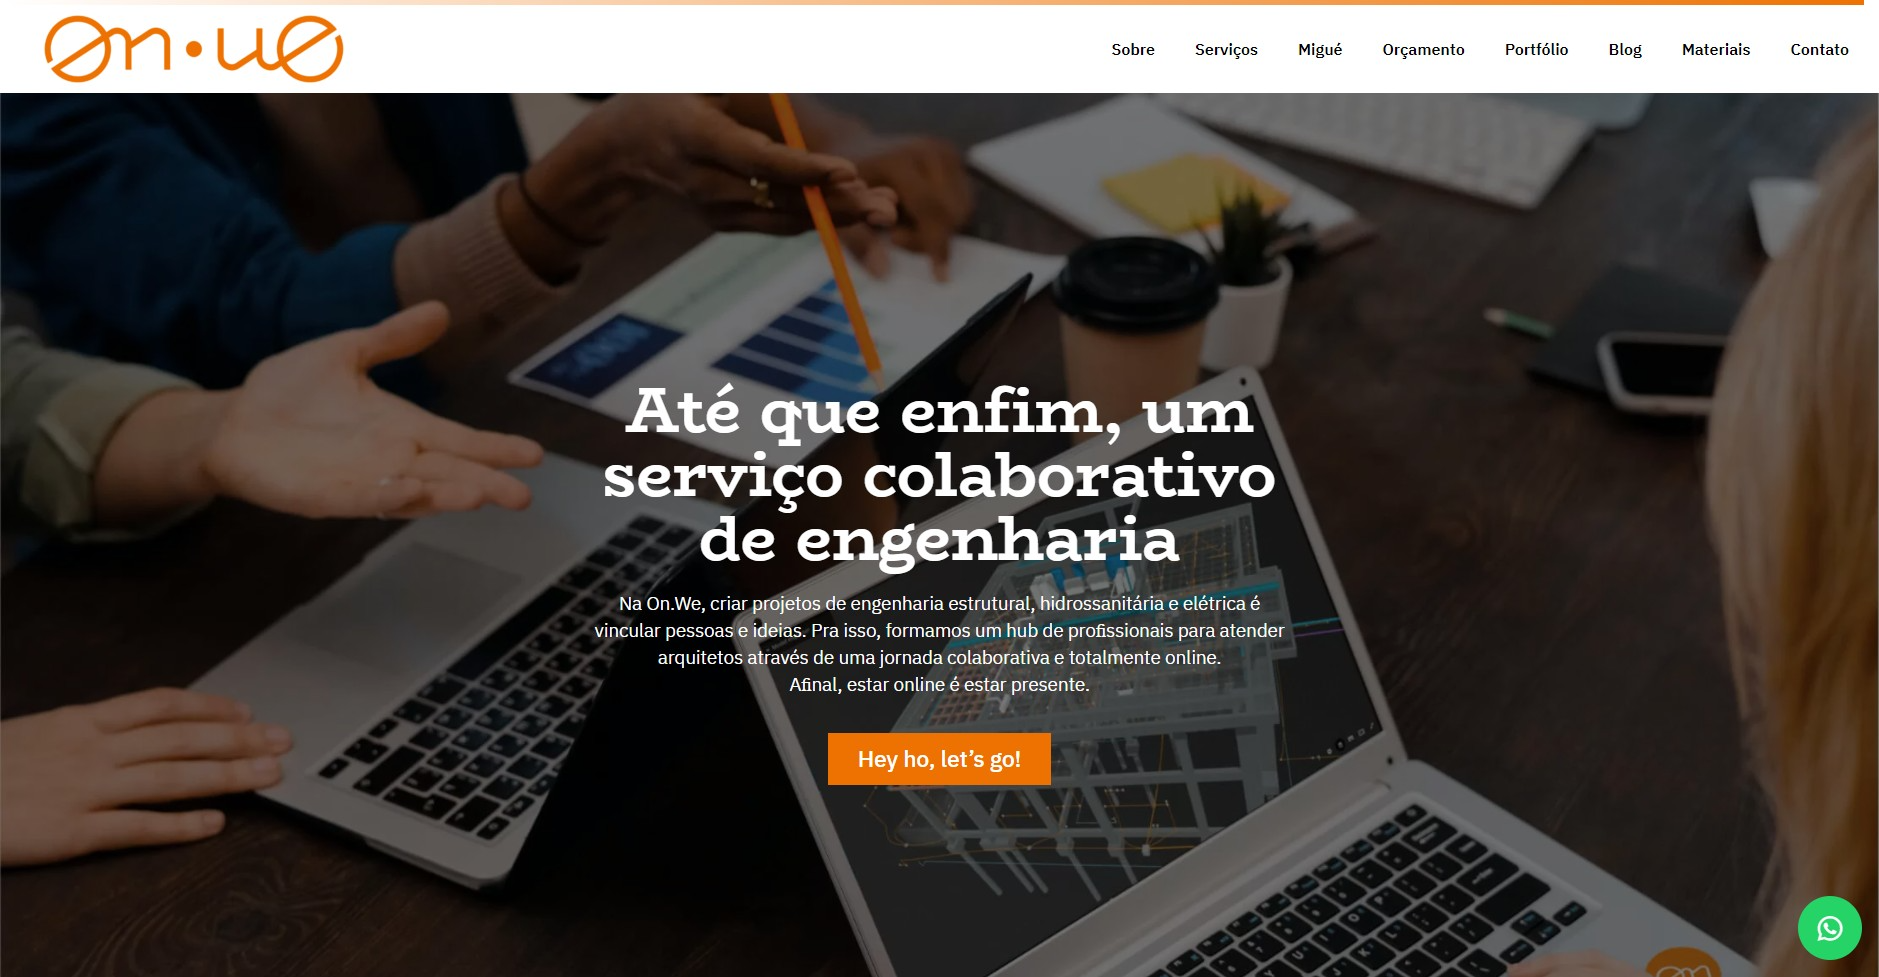 on·we
Sobre Serviços Migué Orçamento Portfólio Blog Materiais Contato
Até que enfim, um
serviço colaborativo
de engenharia
Na On.We, criar projetos de engenharia estrutural, hidrossanitária e elétrica é
vincular pessoas e ideias. Pra isso, formamos um hub de profissionais para atender
arquitetos através de uma jornada colaborativa e totalmente online.
Afinal, estar online é estar presente.
Hey ho, let’s go!